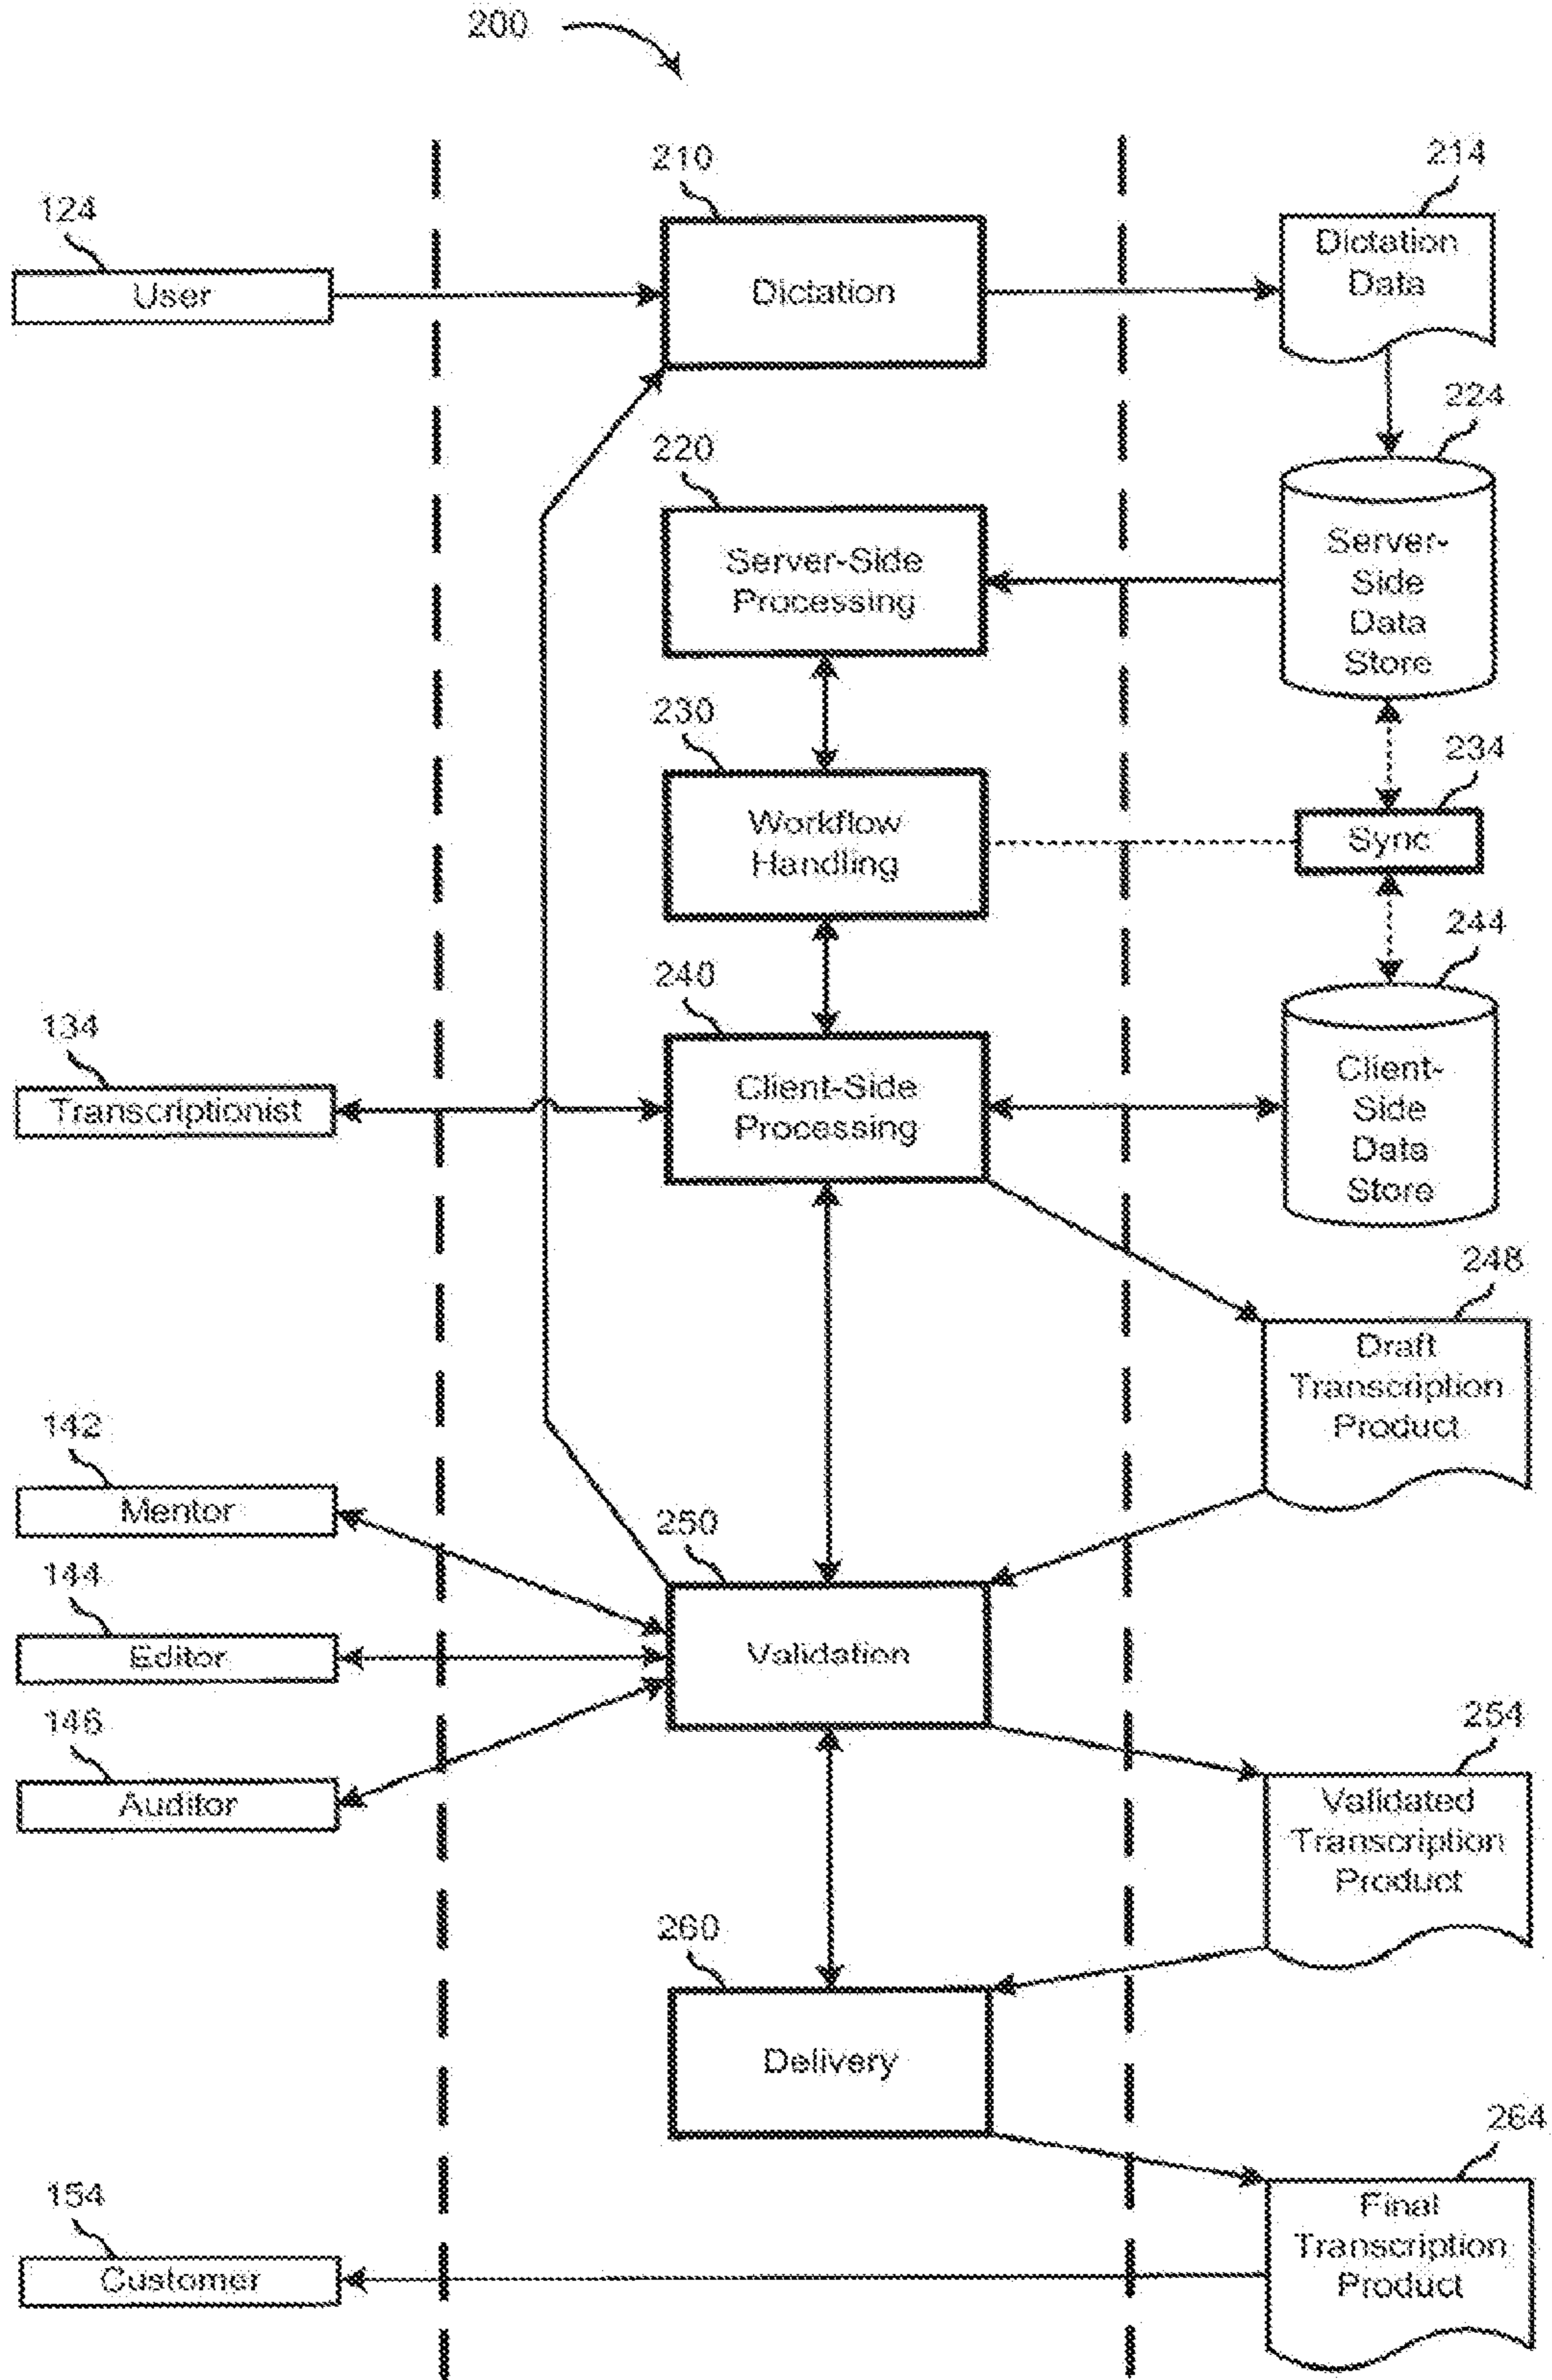 200
210
214
124
User
Dictation
Dictation
Data
224
220
Server-Side
Processing
Server-
Side
Data
Store
230
234
Workflow
Handling
Sync
240
244
134
Transcriptionist
Client-Side
Processing
Client-
Side
Data
Store
248
Draft
Transcription
Product
142
Mentor
250
144
Editor
Validation
146
Auditor
254
Validated
Transcription
Product
260
Delivery
264
154
Customer
Final
Transcription
Product